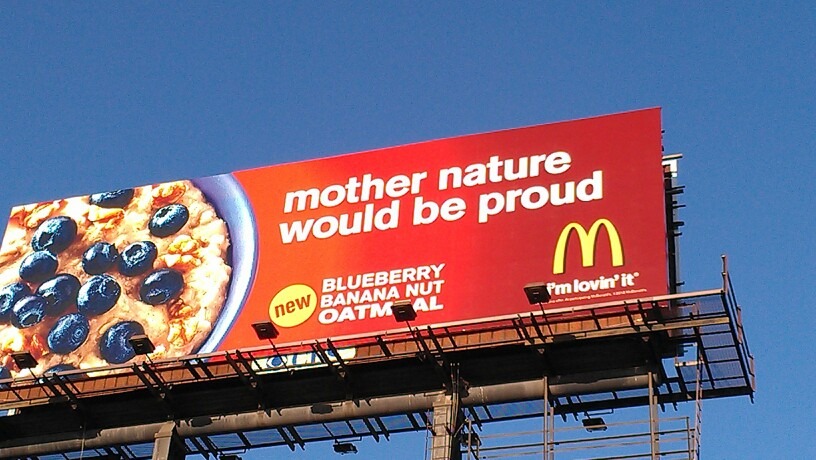 mother nature
would be proud
new
BLUEBERRY
BANANA NUT
OATMEAL
i'm lovin' it®